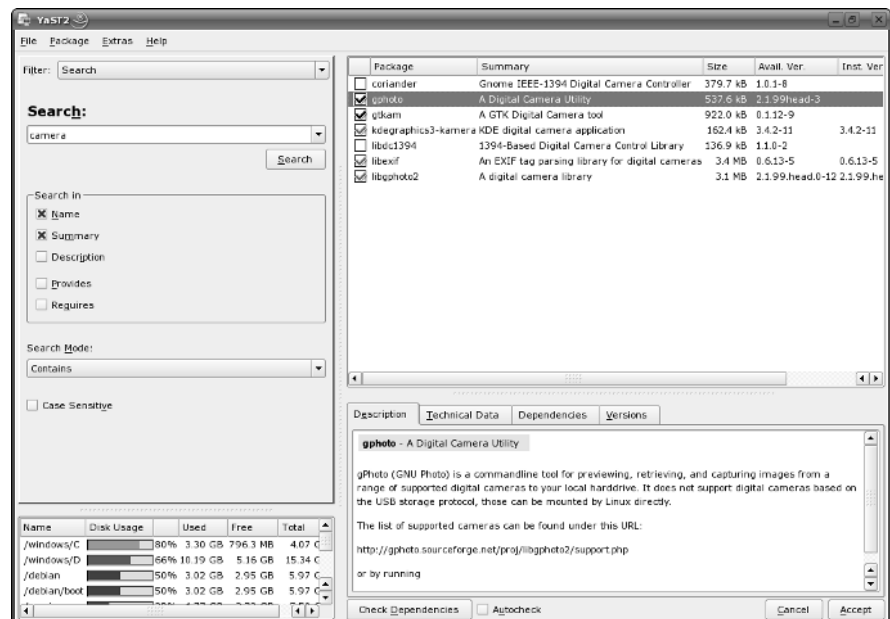 YaST2
File Package Extras Help
Filter: Search
Search:
camera
Search
Search in
Name
Summary
Description
Provides
Requires
Search Mode:
Contains
Case Sensitive
Name Disk Usage Used Free Total
/windows/C 80% 3.30 GB 796.3 MB 4.07 G
/windows/D 66% 10.19 GB 5.16 GB 15.34 G
/debian 50% 3.02 GB 2.95 GB 5.97 G
/debian/boot 50% 3.02 GB 2.95 GB 5.97 G
Package Summary Size Avail. Ver. Inst. Ver
coriander Gnome IEEE-1394 Digital Camera Controller 379.7 kB 1.0.1-8
gphoto A Digital Camera Utility 537.6 kB 2.1.99head-3
gtkam A GTK Digital Camera tool 922.0 kB 0.1.12-9
kdegraphics3-kamera KDE digital camera application 162.4 kB 3.4.2-11 3.4.2-11
libdc1394 1394-Based Digital Camera Control Library 136.9 kB 1.1.0-2
libexif An EXIF tag parsing library for digital cameras 3.4 MB 0.6.13-5 0.6.13-5
libgphoto2 A digital camera library 3.1 MB 2.1.99.head.0-12 2.1.99.he
Description Technical Data Dependencies Versions
gphoto - A Digital Camera Utility
gPhoto (GNU Photo) is a commandline tool for previewing, retrieving, and capturing images from a
range of supported digital cameras to your local harddrive. It does not support digital cameras based on
the USB storage protocol, those can be mounted by Linux directly.
The list of supported cameras can be found under this URL:
http://gphoto.sourceforge.net/proj/libgphoto2/support.php
or by running
Check Dependencies Autocheck Cancel Accept